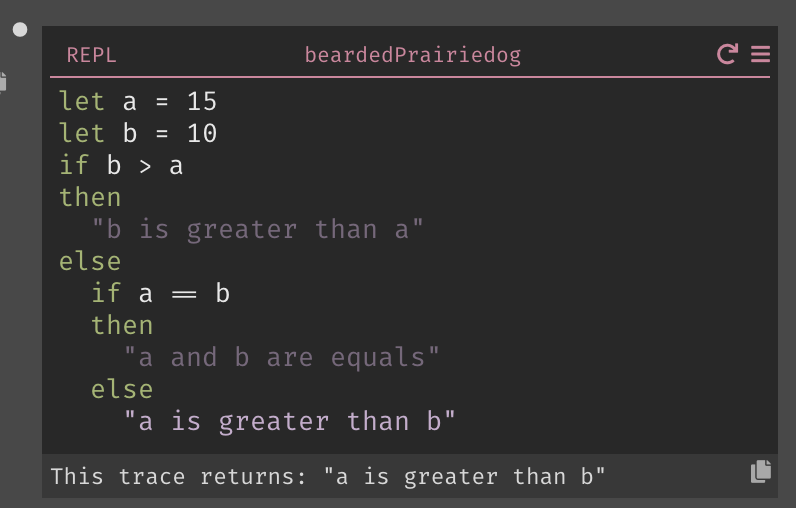 REPL beardedPrairiedog
let a = 15
let b = 10
if b > a
then
"b is greater than a"
else
if a == b
then
"a and b are equals"
else
"a is greater than b"
This trace returns: "a is greater than b"